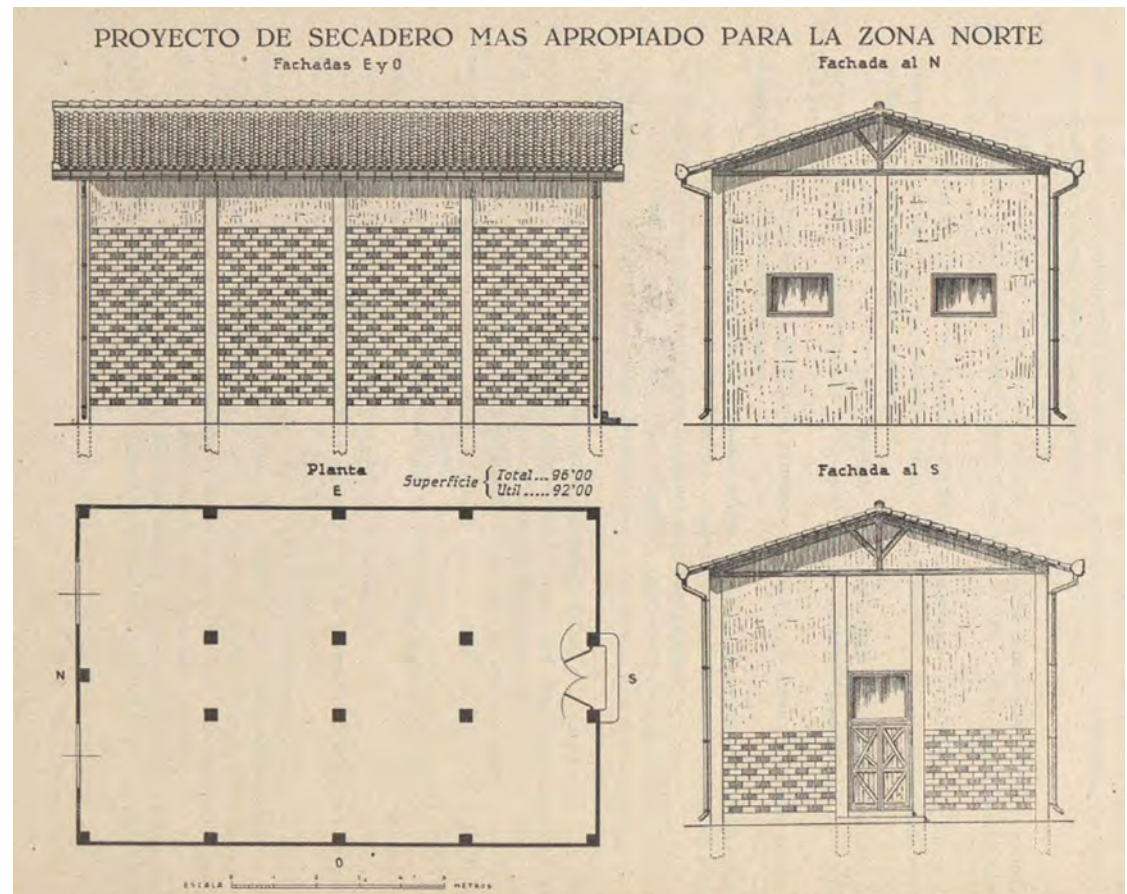 PROYECTO DE SECADERO MAS APROPIADO PARA LA ZONA NORTE
Fachadas E y O
Fachada al N
C
Planta
E
Superficie { Total... 96'00
Util..... 92'00
Fachada al S
N
S
O
ESCALA
METROS